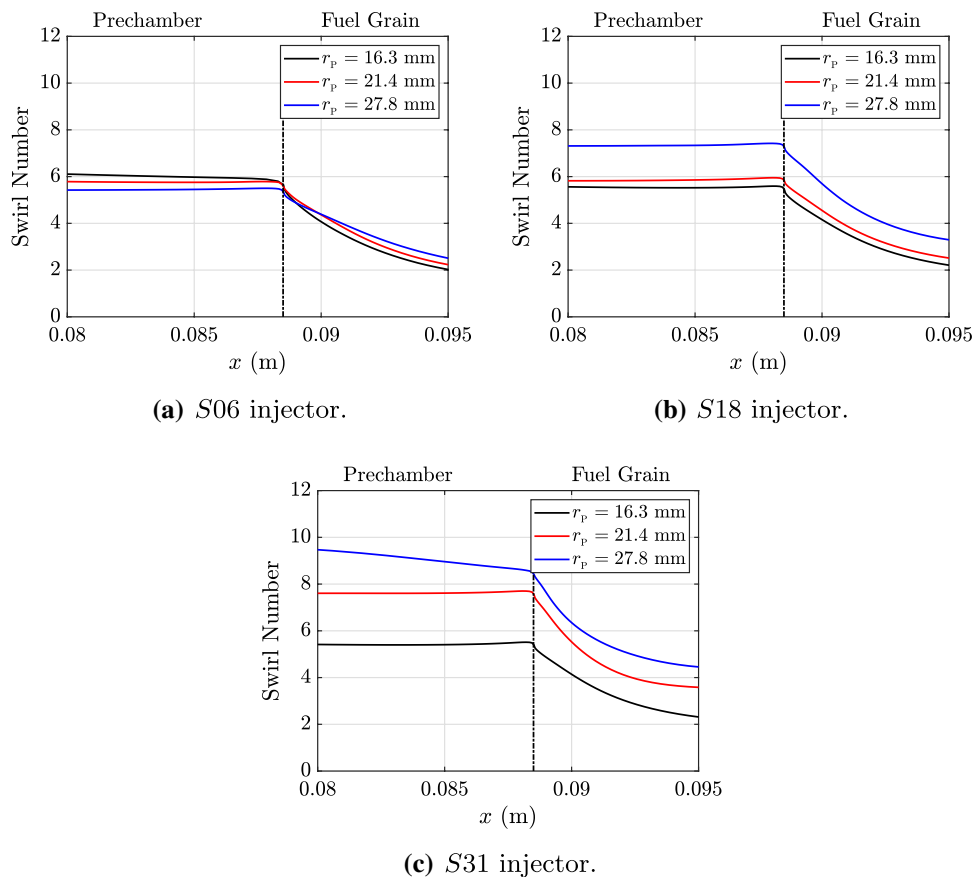 Prechamber Fuel Grain
12
10
8
6
4
2
0
Swirl Number
r_P = 16.3 mm
r_P = 21.4 mm
r_P = 27.8 mm
0.08 0.085 0.09 0.095
x (m)
(a) S06 injector.
Prechamber Fuel Grain
12
10
8
6
4
2
0
Swirl Number
r_P = 16.3 mm
r_P = 21.4 mm
r_P = 27.8 mm
0.08 0.085 0.09 0.095
x (m)
(b) S18 injector.
Prechamber Fuel Grain
12
10
8
6
4
2
0
Swirl Number
r_P = 16.3 mm
r_P = 21.4 mm
r_P = 27.8 mm
0.08 0.085 0.09 0.095
x (m)
(c) S31 injector.